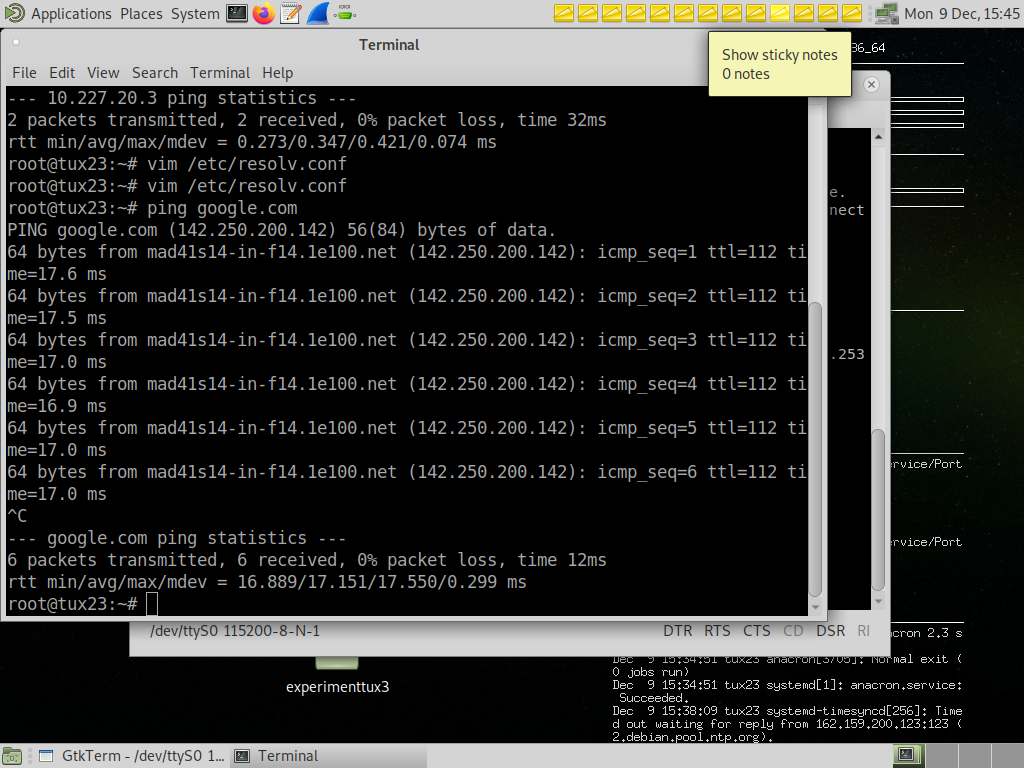 Applications Places System Mon 9 Dec, 15:45
Terminal
Show sticky notes
0 notes
36_64
File Edit View Search Terminal Help
--- 10.227.20.3 ping statistics ---
2 packets transmitted, 2 received, 0% packet loss, time 32ms
rtt min/avg/max/mdev = 0.273/0.347/0.421/0.074 ms
root@tux23:~# vim /etc/resolv.conf
root@tux23:~# vim /etc/resolv.conf
root@tux23:~# ping google.com
PING google.com (142.250.200.142) 56(84) bytes of data.
64 bytes from mad41s14-in-f14.1e100.net (142.250.200.142): icmp_seq=1 ttl=112 ti
me=17.6 ms
64 bytes from mad41s14-in-f14.1e100.net (142.250.200.142): icmp_seq=2 ttl=112 ti
me=17.5 ms
64 bytes from mad41s14-in-f14.1e100.net (142.250.200.142): icmp_seq=3 ttl=112 ti
me=17.0 ms
64 bytes from mad41s14-in-f14.1e100.net (142.250.200.142): icmp_seq=4 ttl=112 ti
me=16.9 ms
64 bytes from mad41s14-in-f14.1e100.net (142.250.200.142): icmp_seq=5 ttl=112 ti
me=17.0 ms
64 bytes from mad41s14-in-f14.1e100.net (142.250.200.142): icmp_seq=6 ttl=112 ti
me=17.0 ms
^C
--- google.com ping statistics ---
6 packets transmitted, 6 received, 0% packet loss, time 12ms
rtt min/avg/max/mdev = 16.889/17.151/17.550/0.299 ms
root@tux23:~#
e.
nect
.253
ervice/Port
ervice/Port
/dev/ttyS0 115200-8-N-1 DTR RTS CTS CD DSR RI
acron 2.3 s
Dec 9 15:34:51 tux23 anacron[3705]: Normal exit (
0 jobs run)
Dec 9 15:34:51 tux23 systemd[1]: anacron.service:
Succeeded.
Dec 9 15:38:09 tux23 systemd-timesyncd[256]: Time
d out waiting for reply from 162.159.200.123:123 (
2.debian.pool.ntp.org).
experimenttux3
GtkTerm - /dev/ttyS0 1... Terminal